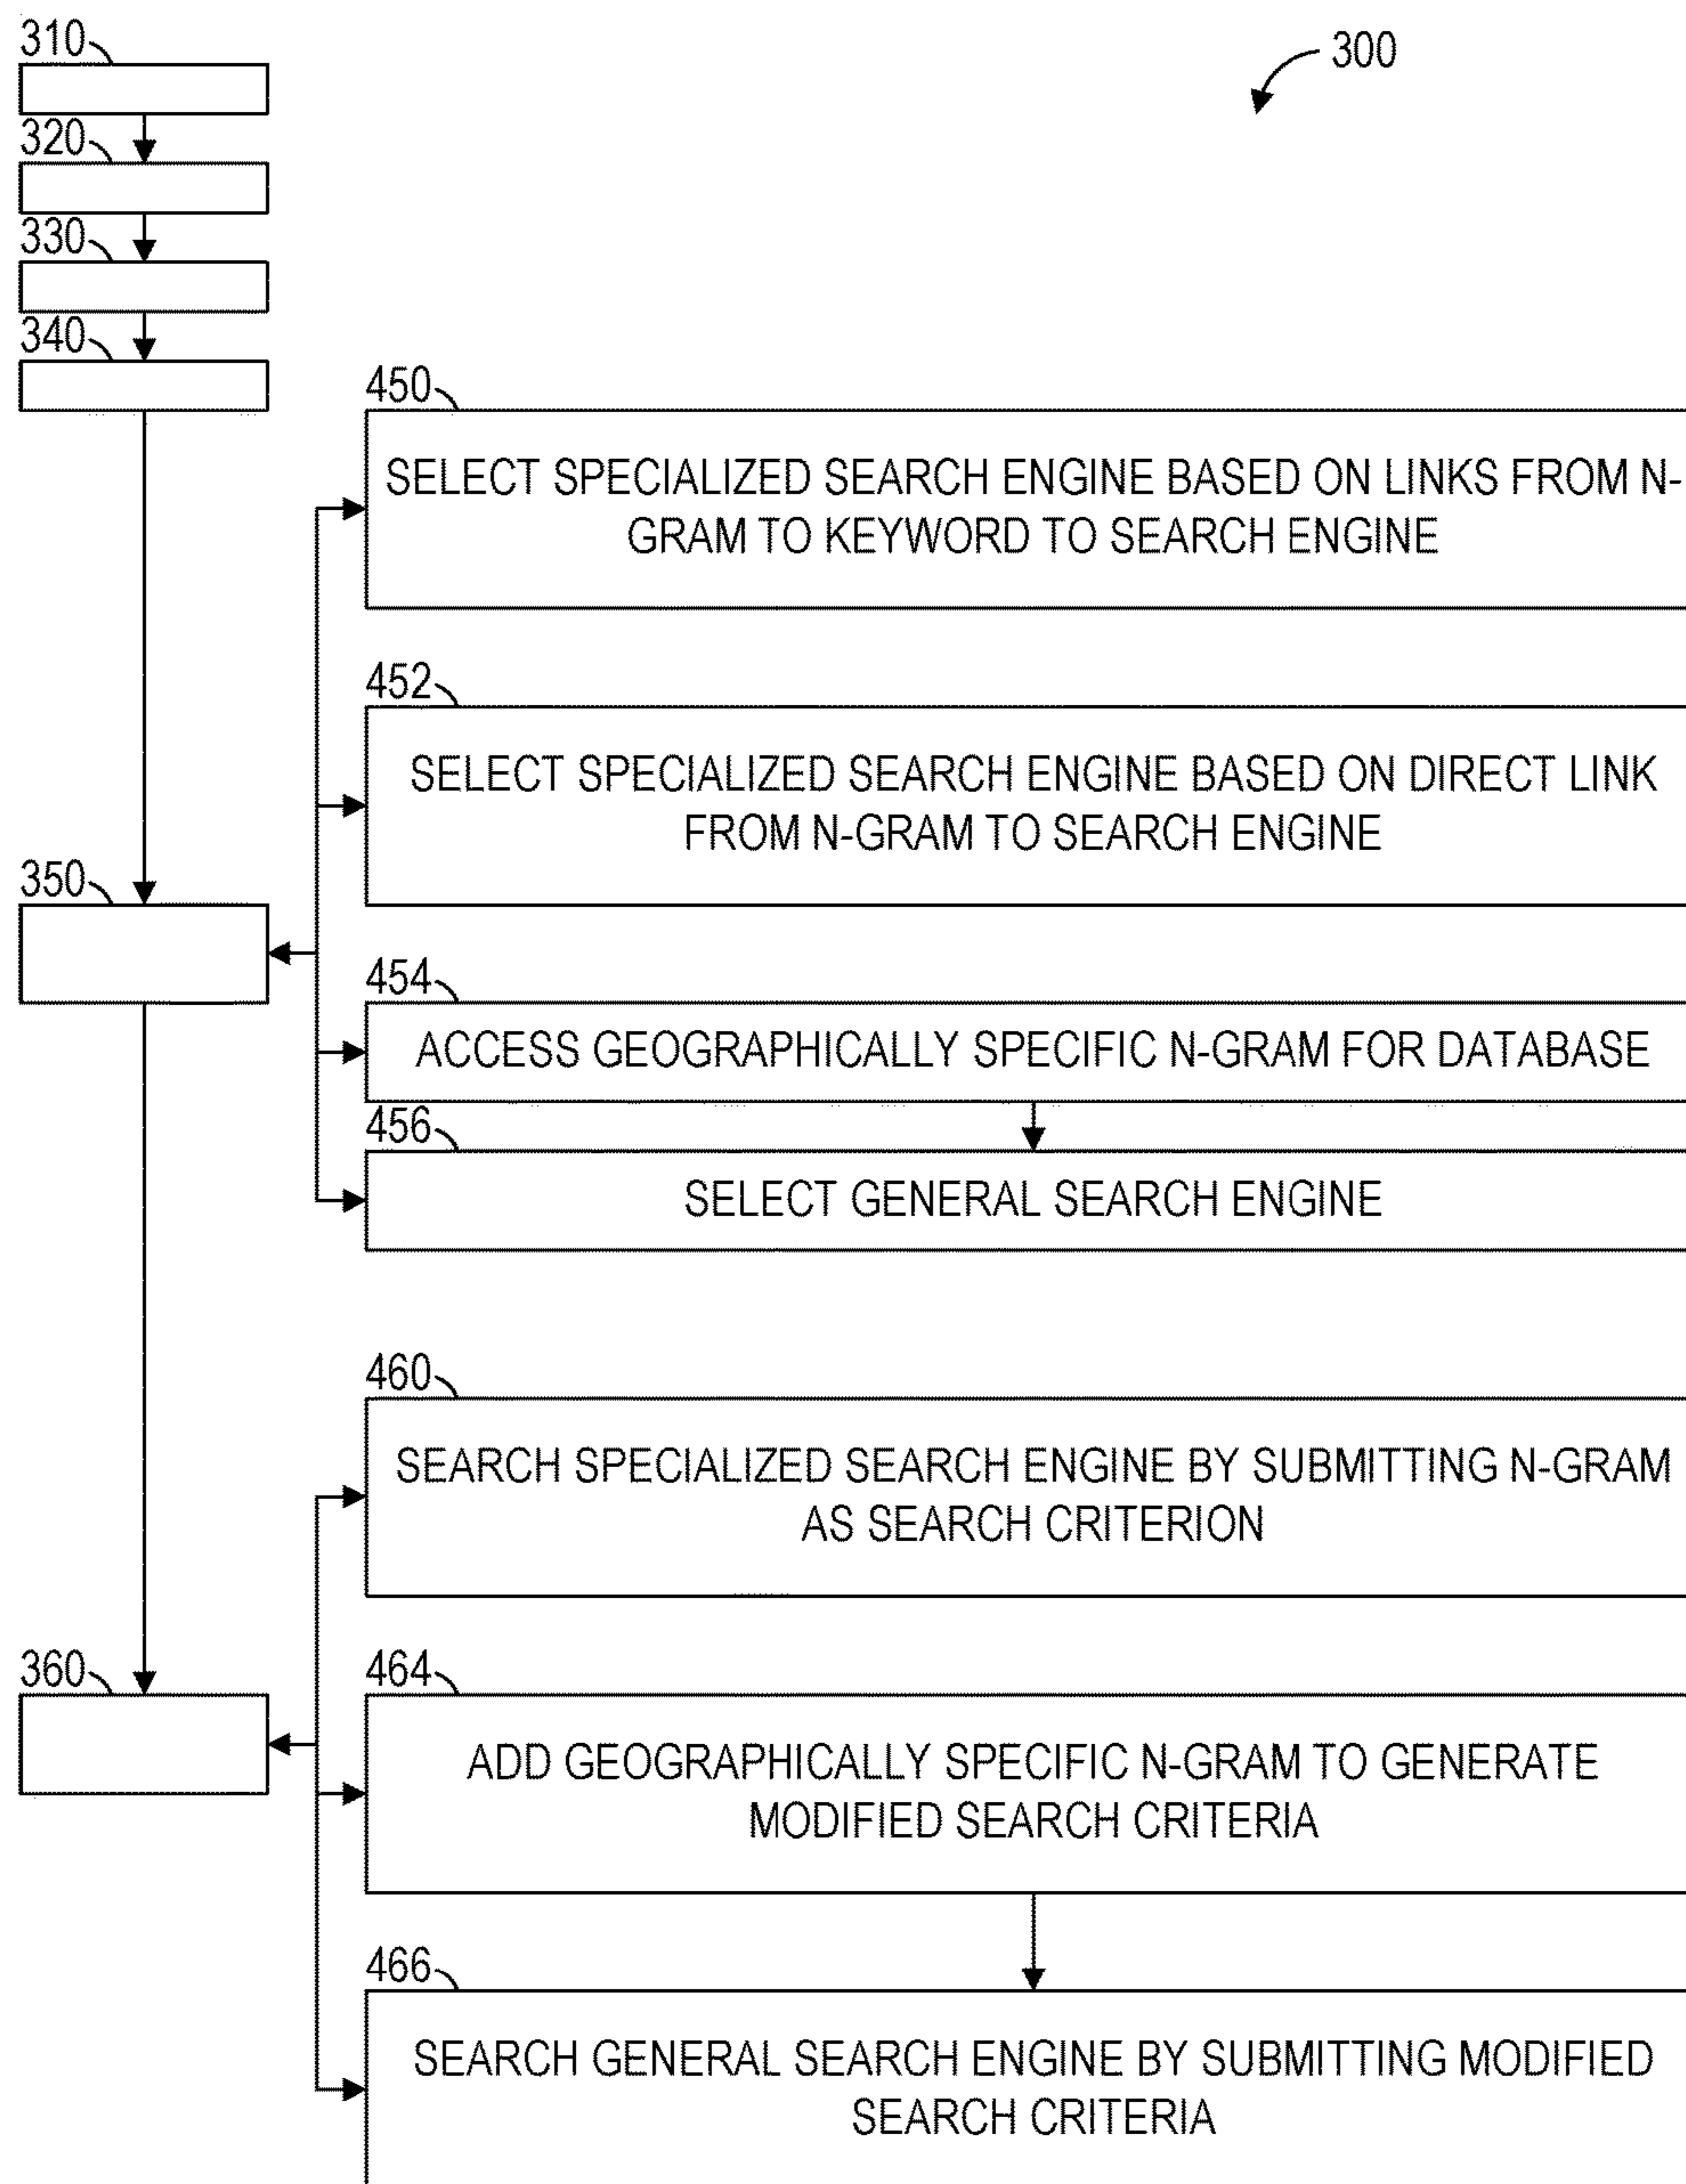 310
300
320
330
340
450
SELECT SPECIALIZED SEARCH ENGINE BASED ON LINKS FROM N-
GRAM TO KEYWORD TO SEARCH ENGINE
452
SELECT SPECIALIZED SEARCH ENGINE BASED ON DIRECT LINK
FROM N-GRAM TO SEARCH ENGINE
350
454
ACCESS GEOGRAPHICALLY SPECIFIC N-GRAM FOR DATABASE
456
SELECT GENERAL SEARCH ENGINE
460
SEARCH SPECIALIZED SEARCH ENGINE BY SUBMITTING N-GRAM
AS SEARCH CRITERION
360
464
ADD GEOGRAPHICALLY SPECIFIC N-GRAM TO GENERATE
MODIFIED SEARCH CRITERIA
466
SEARCH GENERAL SEARCH ENGINE BY SUBMITTING MODIFIED
SEARCH CRITERIA